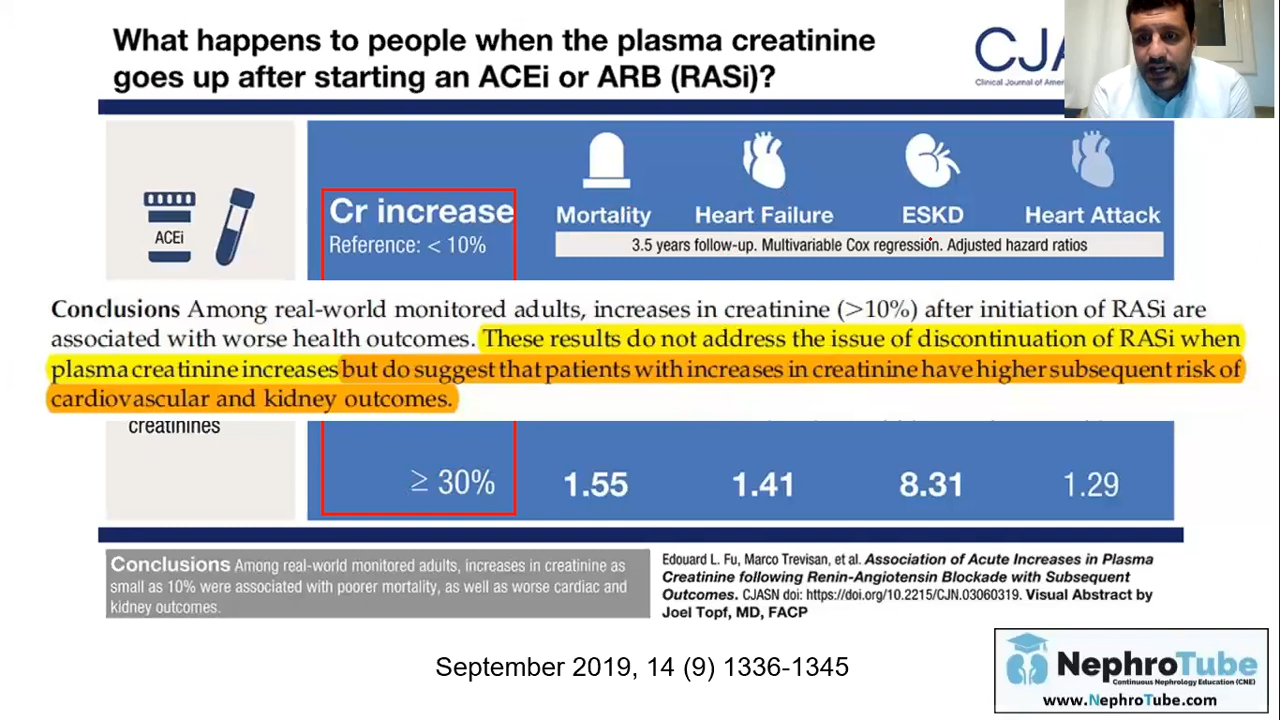 What happens to people when the plasma creatinine
goes up after starting an ACEi or ARB (RASi)?
Clinical Journal of
ACEi
Cr increase
Reference: < 10%
Mortality
Heart Failure
ESKD
Heart Attack
3.5 years follow-up. Multivariable Cox regression. Adjusted hazard ratios
Conclusions Among real-world monitored adults, increases in creatinine (>10%) after initiation of RASi are
associated with worse health outcomes. These results do not address the issue of discontinuation of RASi when
plasma creatinine increases but do suggest that patients with increases in creatinine have higher subsequent risk of
cardiovascular and kidney outcomes.
creatinines
≥ 30%
1.55
1.41
8.31
1.29
Conclusions Among real-world monitored adults, increases in creatinine as
small as 10% were associated with poorer mortality, as well as worse cardiac and
kidney outcomes.
Edouard L. Fu, Marco Trevisan, et al. Association of Acute Increases in Plasma
Creatinine following Renin-Angiotensin Blockade with Subsequent
Outcomes. CJASN doi: https://doi.org/10.2215/CJN.03060319. Visual Abstract by
Joel Topf, MD, FACP
September 2019, 14 (9) 1336-1345
NephroTube
Continuous Nephrology Education (CNE)
www.NephroTube.com